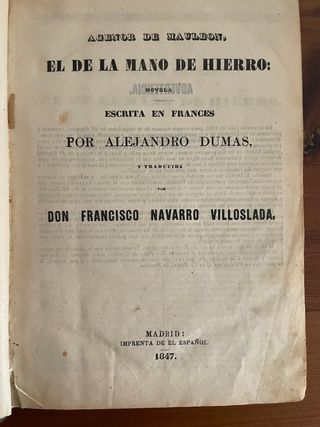 AGENOR DE MAULEON,
EL DE LA MANO DE HIERRO:
NOVELA
ESCRITA EN FRANCES
POR ALEJANDRO DUMAS,
Y TRADUCIDA
POR
DON FRANCISCO NAVARRO VILLOSLADA.
MADRID:
IMPRENTA DE EL ESPAÑOL.
1847.